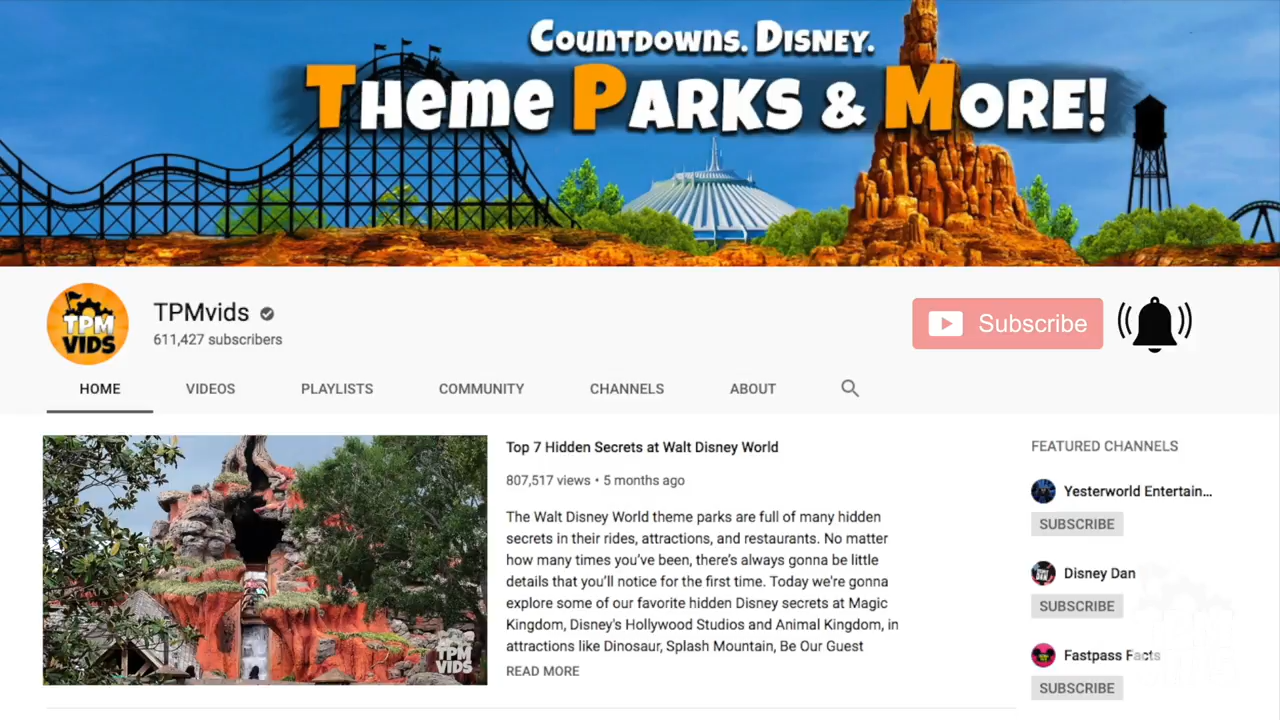 Countdowns. Disney.
Theme Parks & More!
TPM
VIDS
TPMvids
611,427 subscribers
Subscribe
HOME
VIDEOS
PLAYLISTS
COMMUNITY
CHANNELS
ABOUT
Top 7 Hidden Secrets at Walt Disney World
807,517 views • 5 months ago
The Walt Disney World theme parks are full of many hidden
secrets in their rides, attractions, and restaurants. No matter
how many times you've been, there's always gonna be little
details that you'll notice for the first time. Today we're gonna
explore some of our favorite hidden Disney secrets at Magic
Kingdom, Disney's Hollywood Studios and Animal Kingdom, in
attractions like Dinosaur, Splash Mountain, Be Our Guest
READ MORE
TPM
VIDS
FEATURED CHANNELS
Yesterworld Entertain...
SUBSCRIBE
Disney Dan
SUBSCRIBE
Fastpass Facts
SUBSCRIBE
TPM
VIDS